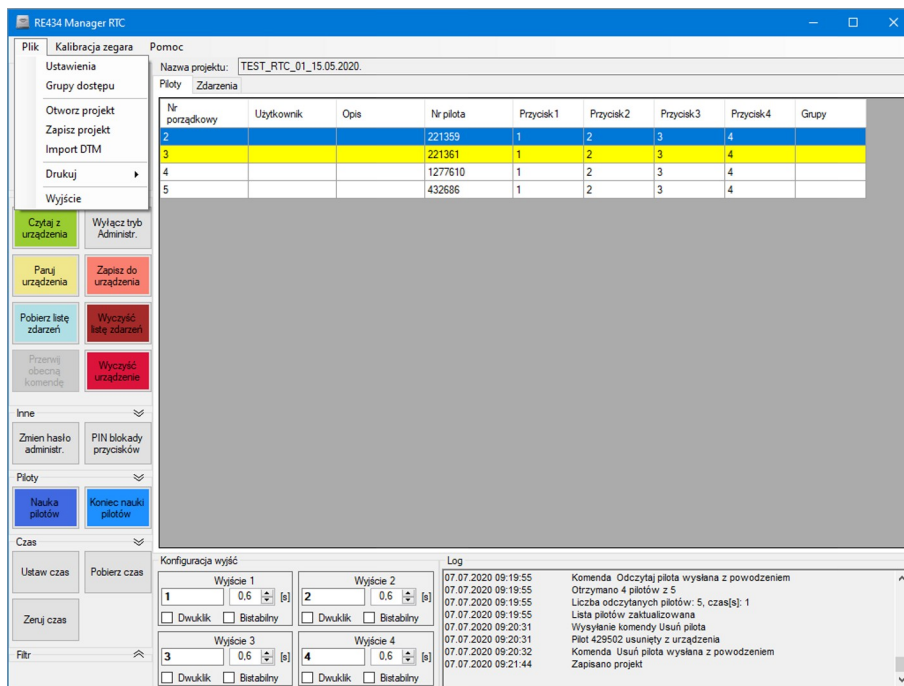 RE434 Manager RTC
Plik Kalibracja zegara Pomoc
Ustawienia
Grupy dostępu
Otworz projekt
Zapisz projekt
Import DTM
Drukuj
Wyjście
Nazwa projektu: TEST_RTC_01_15.05.2020.
Piloty Zdarzenia
Nr porządkowy Użytkownik Opis Nr pilota Przycisk1 Przycisk2 Przycisk3 Przycisk4 Grupy
2 221359 1 2 3 4
3 221361 1 2 3 4
4 1277610 1 2 3 4
5 432686 1 2 3 4
Czytaj z urządzenia
Wyłącz tryb Administr.
Paruj urządzenia
Zapisz do urządzenia
Pobierz listę zdarzeń
Wyczyść listę zdarzeń
Przerwij obecną komendę
Wyczyść urządzenie
Inne
Zmien hasło administr.
PIN blokady przycisków
Piloty
Nauka pilotów
Koniec nauki pilotów
Czas
Ustaw czas
Pobierz czas
Zeruj czas
Filtr
Konfiguracja wyjść
Wyjście 1
1 0,6 [s]
Dwuklik Bistabilny
Wyjście 2
2 0,6 [s]
Dwuklik Bistabilny
Wyjście 3
3 0,6 [s]
Dwuklik Bistabilny
Wyjście 4
4 0,6 [s]
Dwuklik Bistabilny
Log
07.07.2020 09:19:55 Komenda Odczytaj pilota wysłana z powodzeniem
07.07.2020 09:19:55 Otrzymano 4 pilotów z 5
07.07.2020 09:19:55 Liczba odczytanych pilotów: 5, czas[s]: 1
07.07.2020 09:19:55 Lista pilotów zaktualizowana
07.07.2020 09:20:31 Wysyłanie komendy Usuń pilota
07.07.2020 09:20:31 Pilot 429502 usunięty z urządzenia
07.07.2020 09:20:32 Komenda Usuń pilota wysłana z powodzeniem
07.07.2020 09:21:44 Zapisano projekt